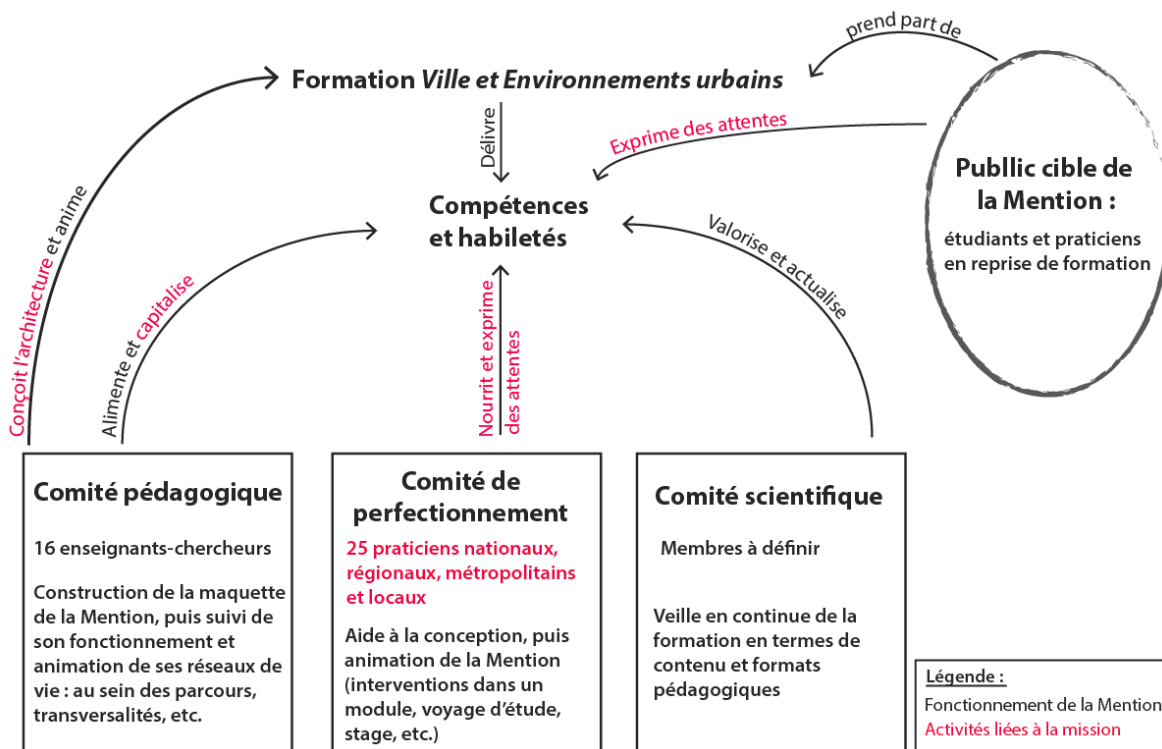 prend part de
Formation Ville et Environnements urbains
Délivre
Exprime des attentes
Publlic cible de
la Mention :
étudiants et praticiens
en reprise de formation
Compétences
et habiletés
Conçoit l'architecture et anime
Alimente et capitalise
Nourrit et exprime
des attentes
Valorise et actualise
Comité pédagogique
16 enseignants-chercheurs
Construction de la maquette
de la Mention, puis suivi de
son fonctionnement et
animation de ses réseaux de
vie : au sein des parcours,
transversalités, etc.
Comité de
perfectionnement
25 praticiens nationaux,
régionaux, métropolitains
et locaux
Aide à la conception, puis
animation de la Mention
(interventions dans un
module, voyage d'étude,
stage, etc.)
Comité scientifique
Membres à définir
Veille en continue de la
formation en termes de
contenu et formats
pédagogiques
Légende :
Fonctionnement de la Mention
Activités liées à la mission